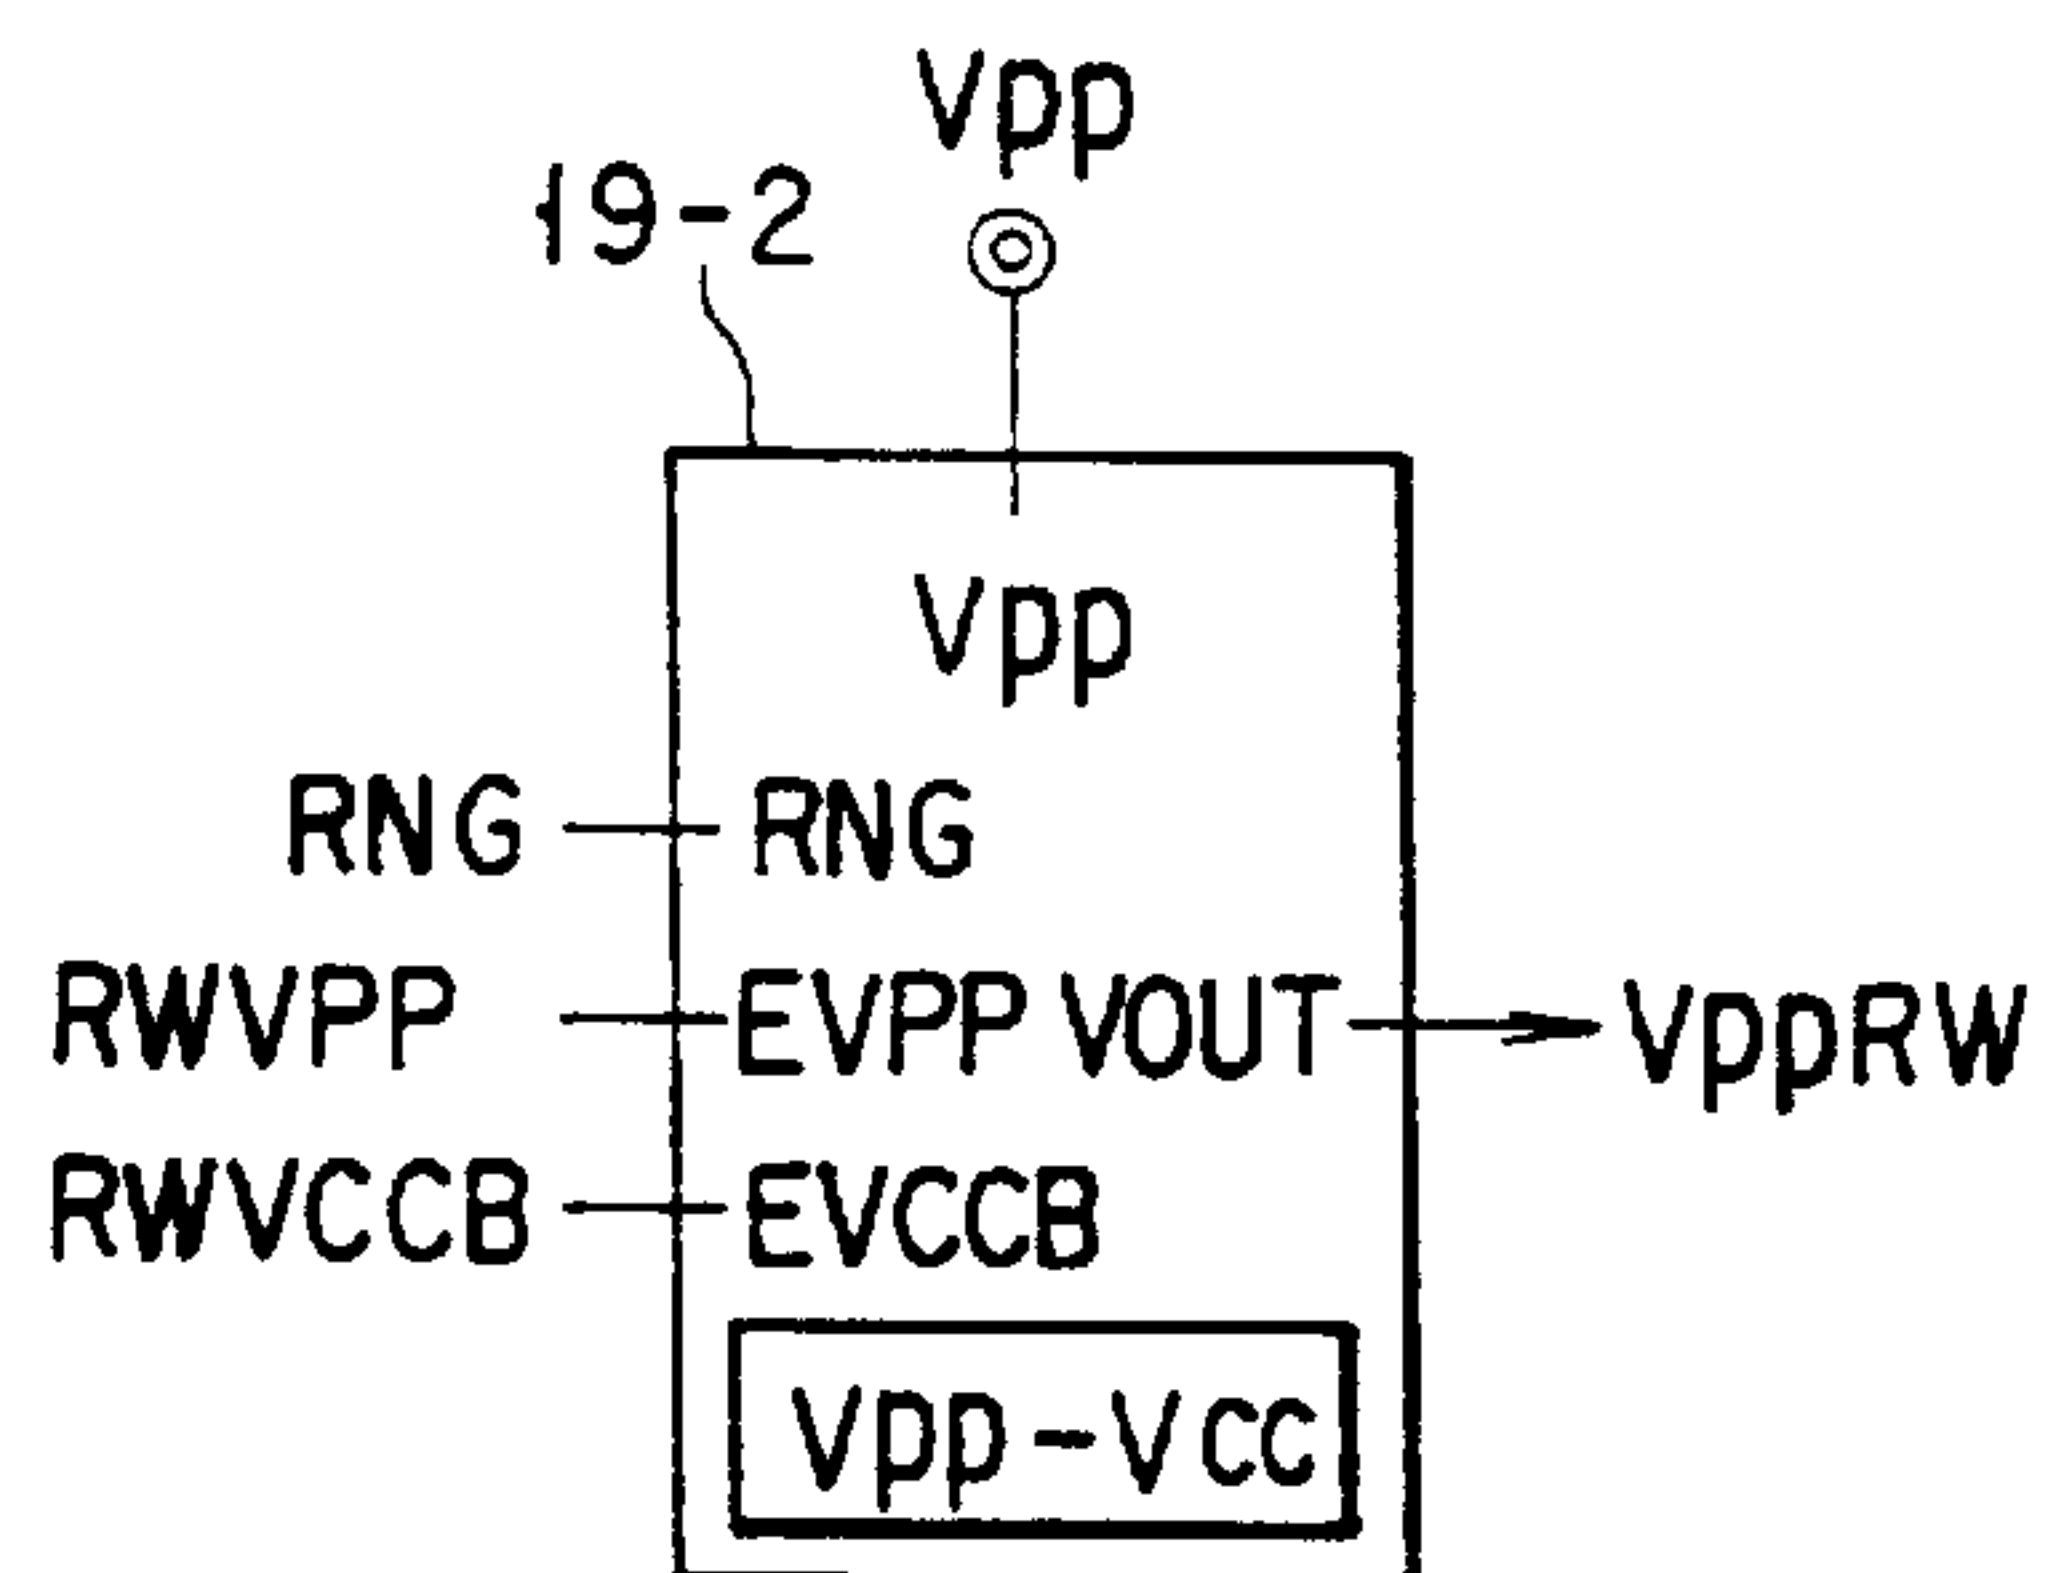 Vpp
19-2
Vpp
RNG RNG
RWVPP EVPP VOUT VppRW
RWVCCB EVCCB
Vpp-Vcc